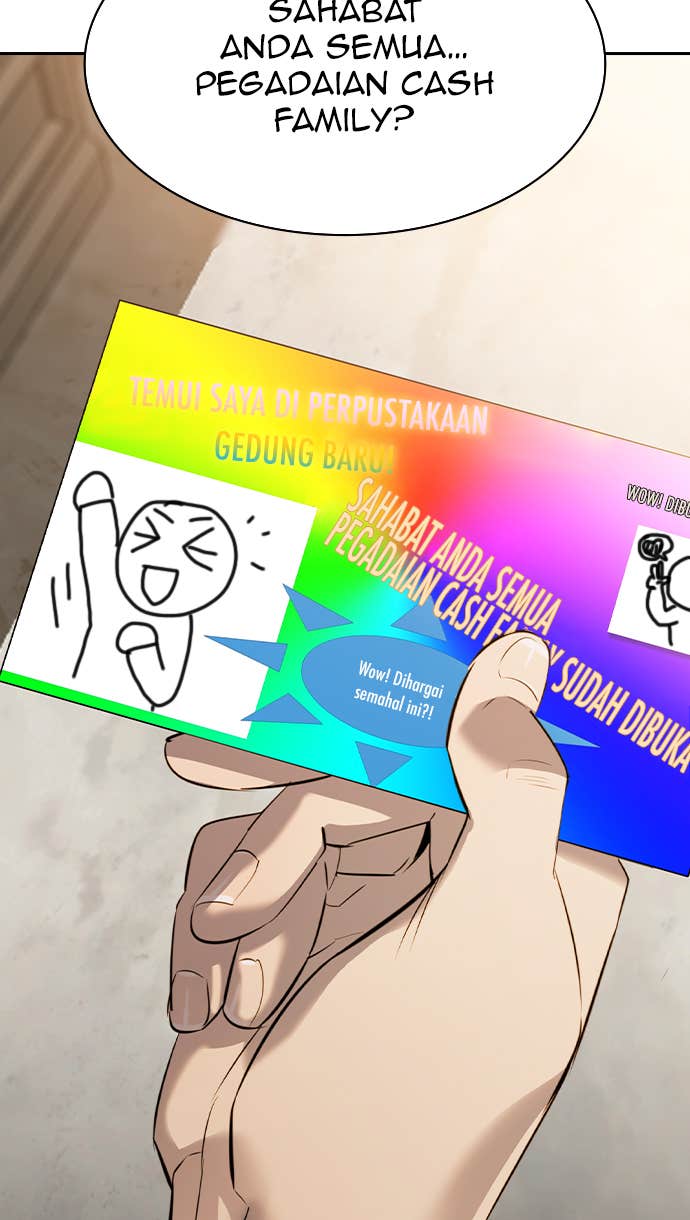 SAHABAT
ANDA SEMUA...
PEGADAIAN CASH
FAMILY?
TEMUI SAYA DI PERPUSTAKAAN
GEDUNG BARU!
WOW!
SAHABAT ANDA SEMUA
PEGADAIAN CASH SUDAH DIBUKA
Wow! Dihargai
semahal ini?!